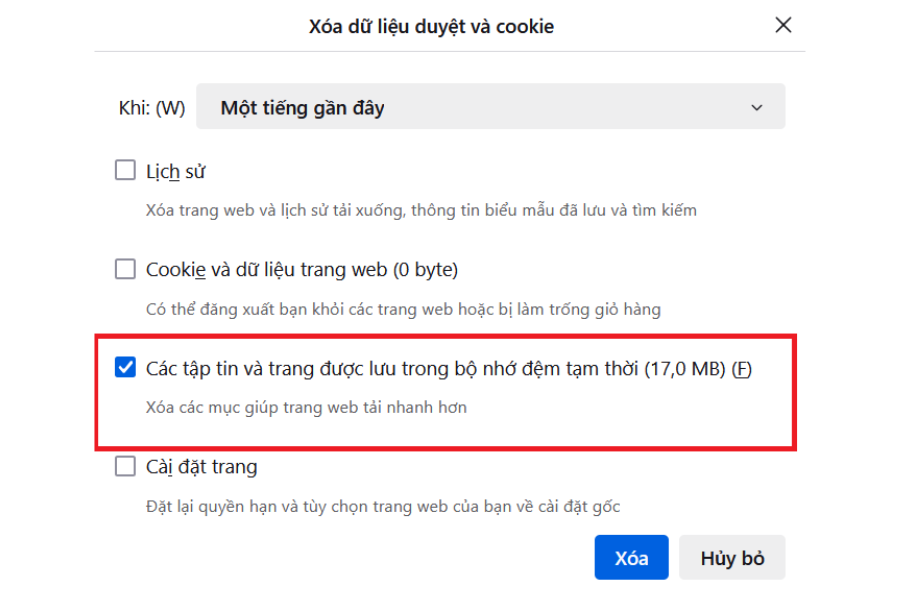 Xóa dữ liệu duyệt và cookie
Khi: (W) Một tiếng gần đây
Lịch sử
Xóa trang web và lịch sử tải xuống, thông tin biểu mẫu đã lưu và tìm kiếm
Cookie và dữ liệu trang web (0 byte)
Có thể đăng xuất bạn khỏi các trang web hoặc bị làm trống giỏ hàng
Các tập tin và trang được lưu trong bộ nhớ đệm tạm thời (17,0 MB) (F)
Xóa các mục giúp trang web tải nhanh hơn
Cài đặt trang
Đặt lại quyền hạn và tùy chọn trang web của bạn về cài đặt gốc
Xóa Hủy bỏ